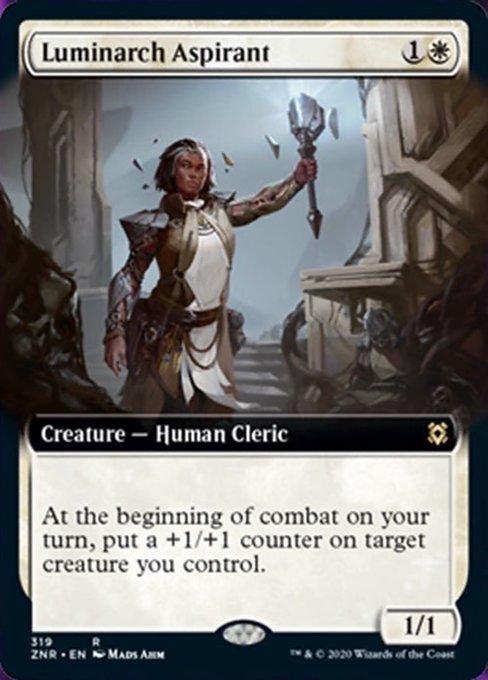 Luminarch Aspirant 1
Creature — Human Cleric
At the beginning of combat on your
turn, put a +1/+1 counter on target
creature you control.
1/1
319 R
ZNR • EN Mads Ahm ™ & © 2020 Wizards of the Coast